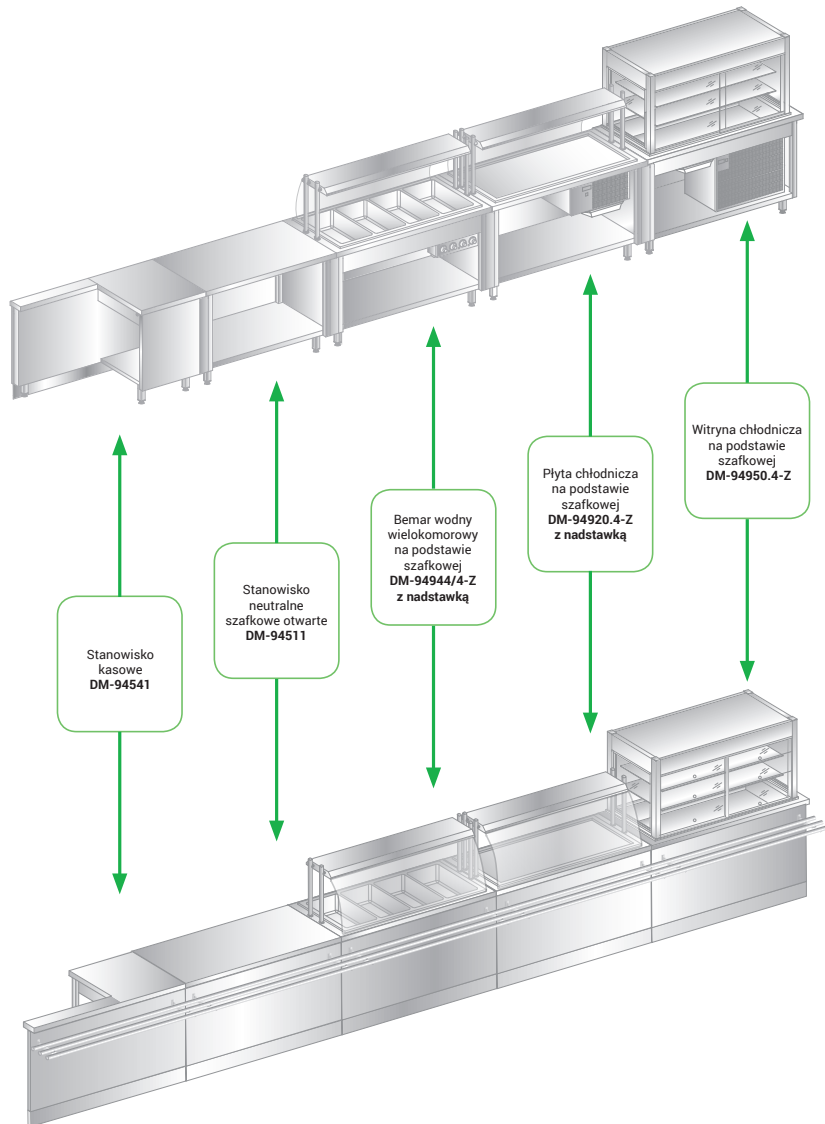 Witryna chłodnicza
na podstawie
szafkowej
DM-94950.4-Z
Płyta chłodnicza
na podstawie
szafkowej
DM-94920.4-Z
z nadstawką
Bemar wodny
wielokomorowy
na podstawie
szafkowej
DM-94944/4-Z
z nadstawką
Stanowisko
neutralne
szafkowe otwarte
DM-94511
Stanowisko
kasowe
DM-94541